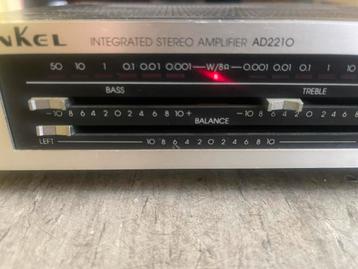 NKEL INTEGRATED STEREO AMPLIFIER AD2210
50 10 1 0.1 0.01 0.001 W/8Ω 0.001 0.01 0.1 1 10
BASS TREBLE
-10 8 6 4 2 0 2 4 6 8 10 + -10 8 6 4 2 0 2 4 6 8
BALANCE
LEFT 10 8 6 4 2 0 2 4 6 8 10